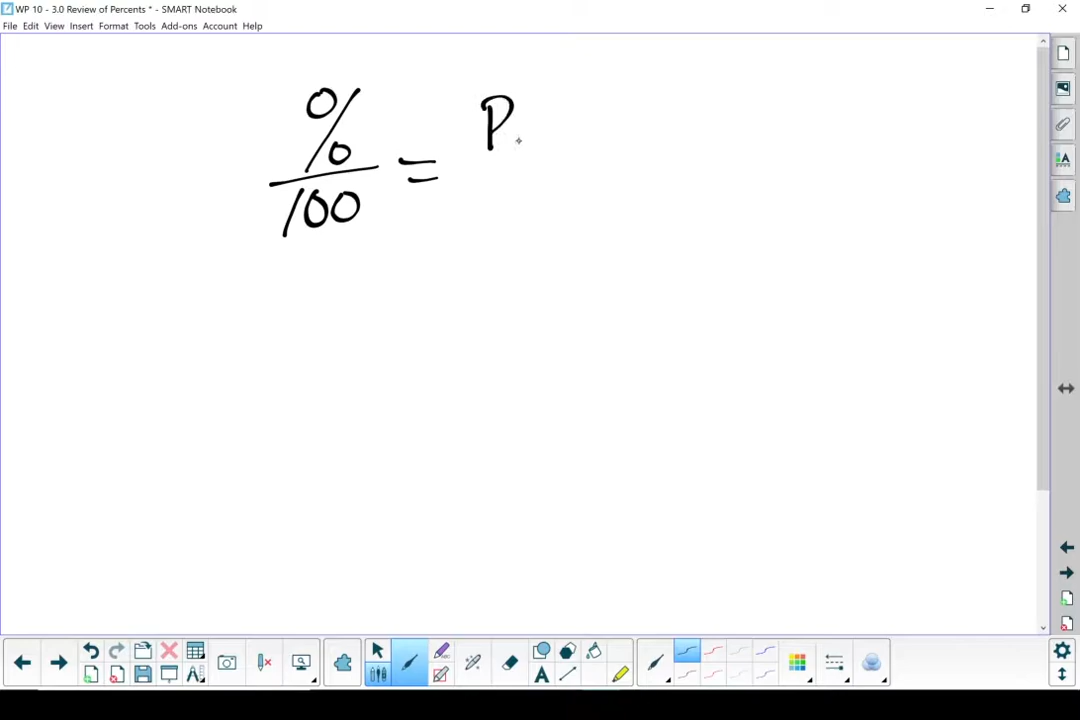 WP 10 - 3.0 Review of Percents * - SMART Notebook
File Edit View Insert Format Tools Add-ons Account Help
% P
=
100